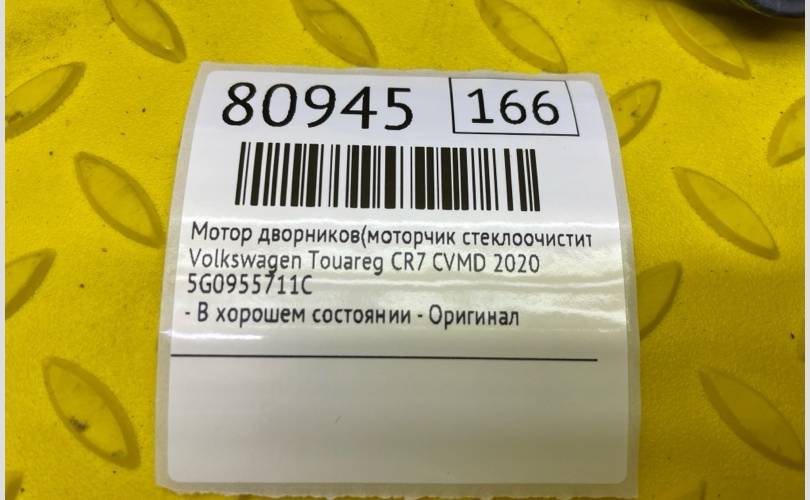 80945 166
Мотор дворников(моторчик стеклоочистит
Volkswagen Touareg CR7 CVMD 2020
5G0955711C
- В хорошем состоянии - Оригинал